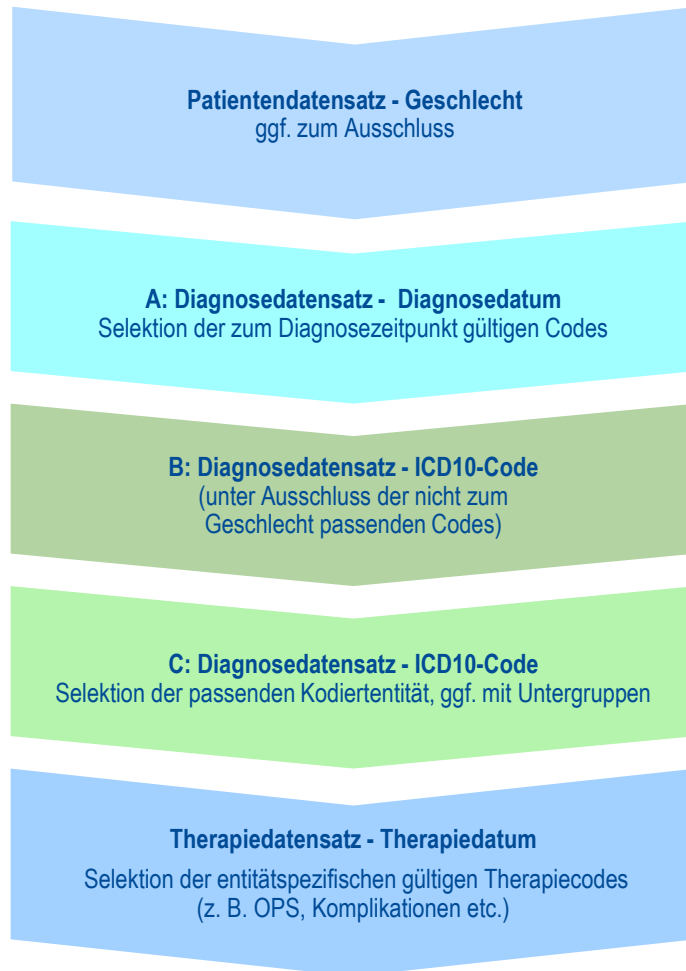 Patientendatensatz - Geschlecht
ggf. zum Ausschluss
A: Diagnosedatensatz - Diagnosedatum
Selektion der zum Diagnosezeitpunkt gültigen Codes
B: Diagnosedatensatz - ICD10-Code
(unter Ausschluss der nicht zum
Geschlecht passenden Codes)
C: Diagnosedatensatz - ICD10-Code
Selektion der passenden Kodiertentität, ggf. mit Untergruppen
Therapiedatensatz - Therapiedatum
Selektion der entitätspezifischen gültigen Therapiecodes
(z. B. OPS, Komplikationen etc.)